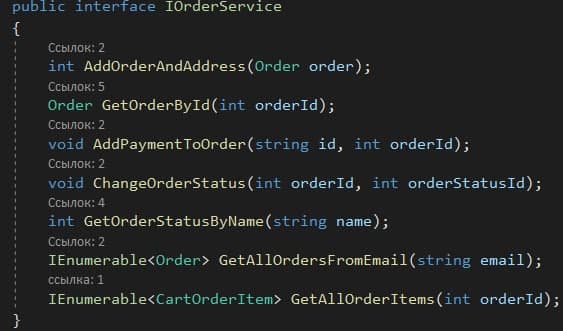 public interface IOrderService
{
Ссылок: 2
int AddOrderAndAddress(Order order);
Ссылок: 5
Order GetOrderById(int orderId);
Ссылок: 2
void AddPaymentToOrder(string id, int orderId);
Ссылок: 2
void ChangeOrderStatus(int orderId, int orderStatusId);
Ссылок: 4
int GetOrderStatusByName(string name);
Ссылок: 2
IEnumerable<Order> GetAllOrdersFromEmail(string email);
ссылка: 1
IEnumerable<CartOrderItem> GetAllOrderItems(int orderId);
}